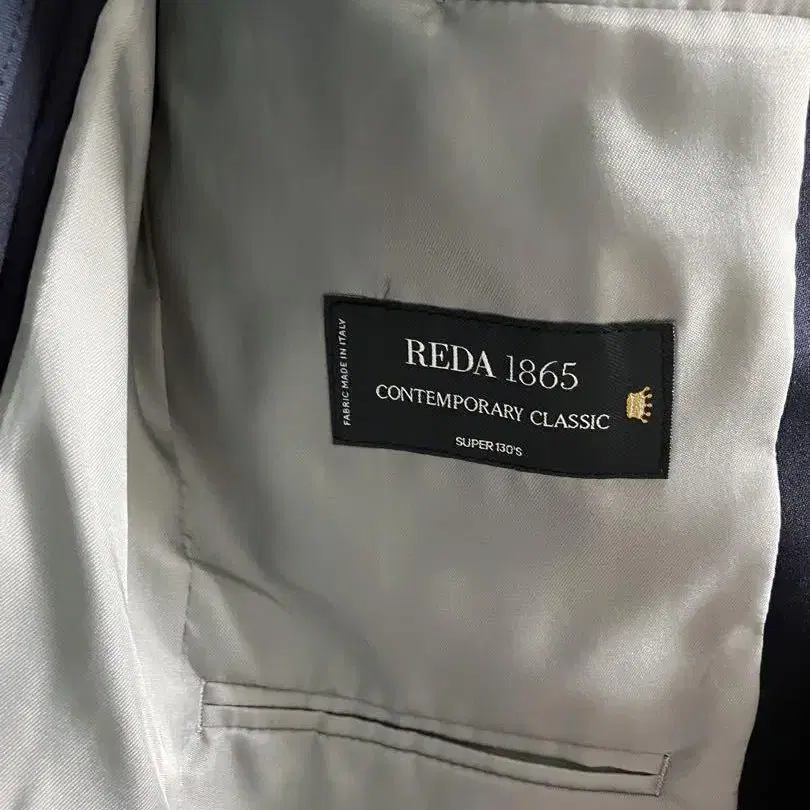 FABRIC MADE IN ITALY
REDA 1865
CONTEMPORARY CLASSIC
SUPER 130'S